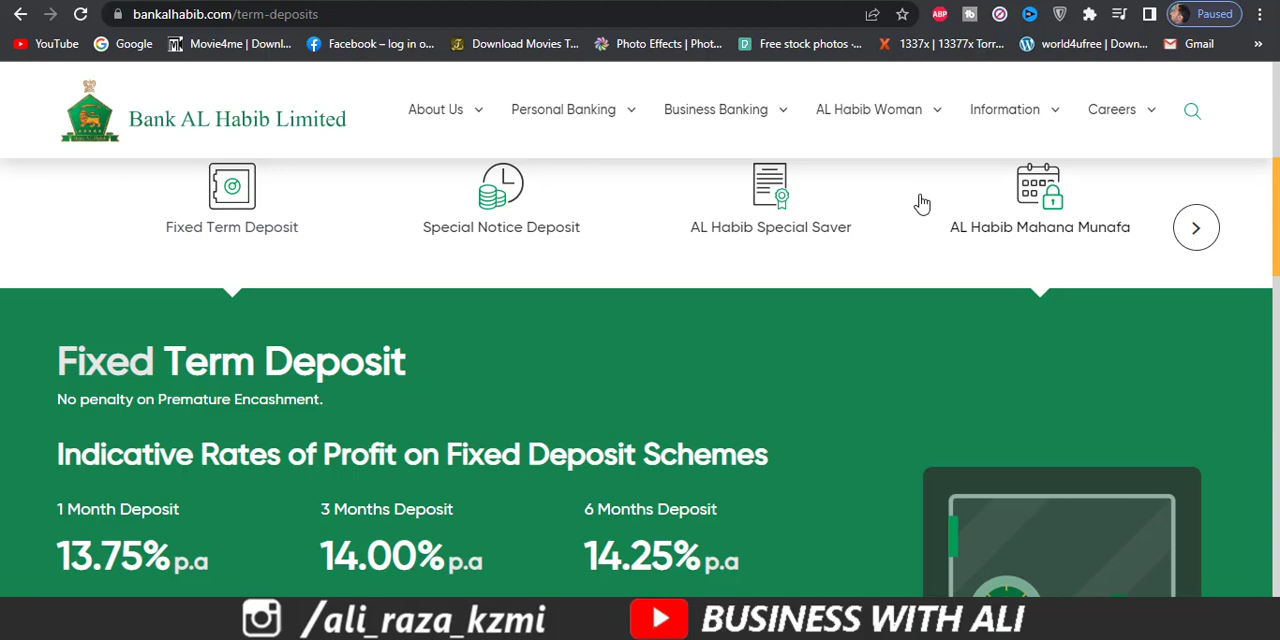 bankalhabib.com/term-deposits
ABP
Paused
YouTube
Google
Movie4me | Downl...
Facebook – log in o...
Download Movies T...
Photo Effects | Phot...
Free stock photos ·...
1337x | 13377x Torr...
world4ufree | Down...
Gmail
»
Bank AL Habib Limited
About Us
Personal Banking
Business Banking
AL Habib Woman
Information
Careers
Fixed Term Deposit
Special Notice Deposit
AL Habib Special Saver
AL Habib Mahana Munafa
Fixed Term Deposit
No penalty on Premature Encashment.
Indicative Rates of Profit on Fixed Deposit Schemes
1 Month Deposit
3 Months Deposit
6 Months Deposit
13.75% p.a
14.00% p.a
14.25% p.a
/ali_raza_kzmi
BUSINESS WITH ALI